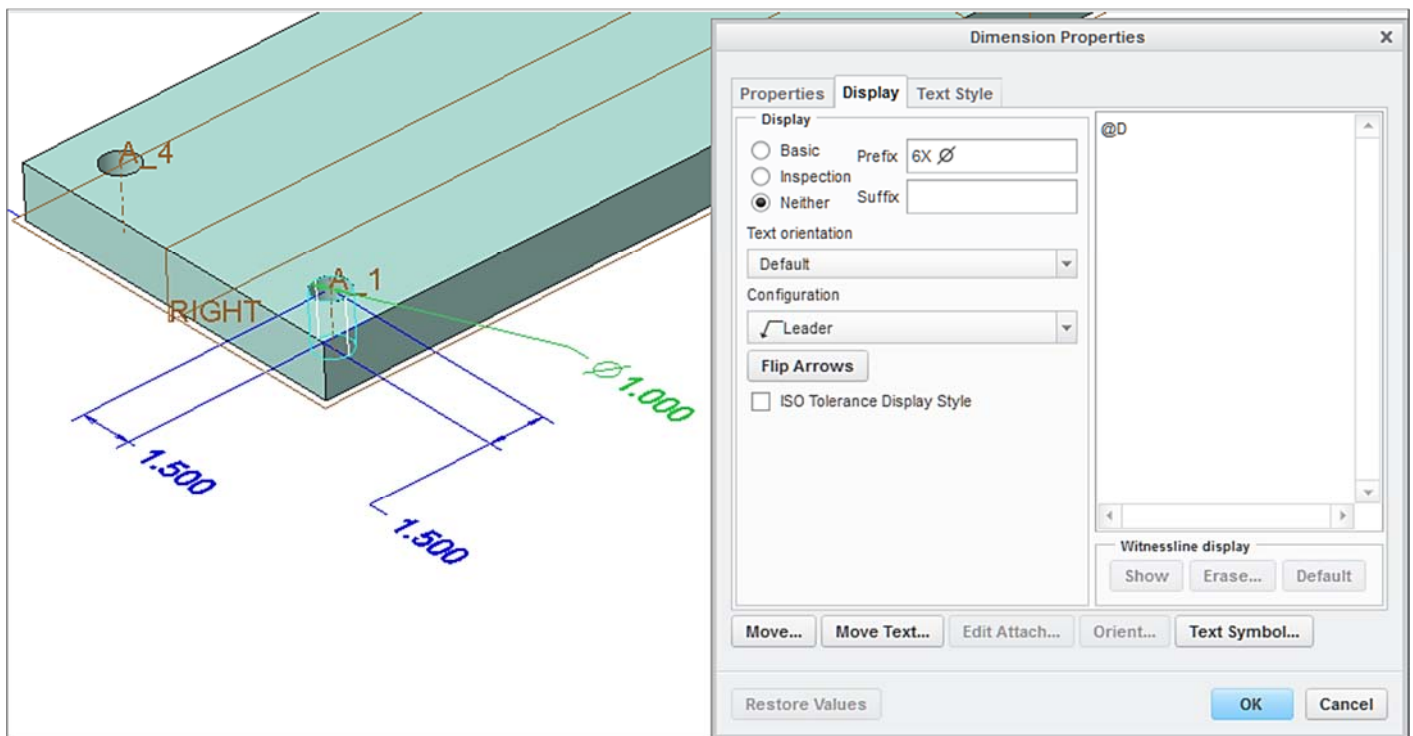 A_4
A_1
RIGHT
Ø1.000
1.500
1.500
Dimension Properties
X
Properties Display Text Style
Display
Basic
Inspection
Neither
Prefix 6X Ø
Suffix
Text orientation
Default
Configuration
Leader
Flip Arrows
ISO Tolerance Display Style
@D
Witnessline display
Show Erase... Default
Move... Move Text... Edit Attach... Orient... Text Symbol...
Restore Values OK Cancel